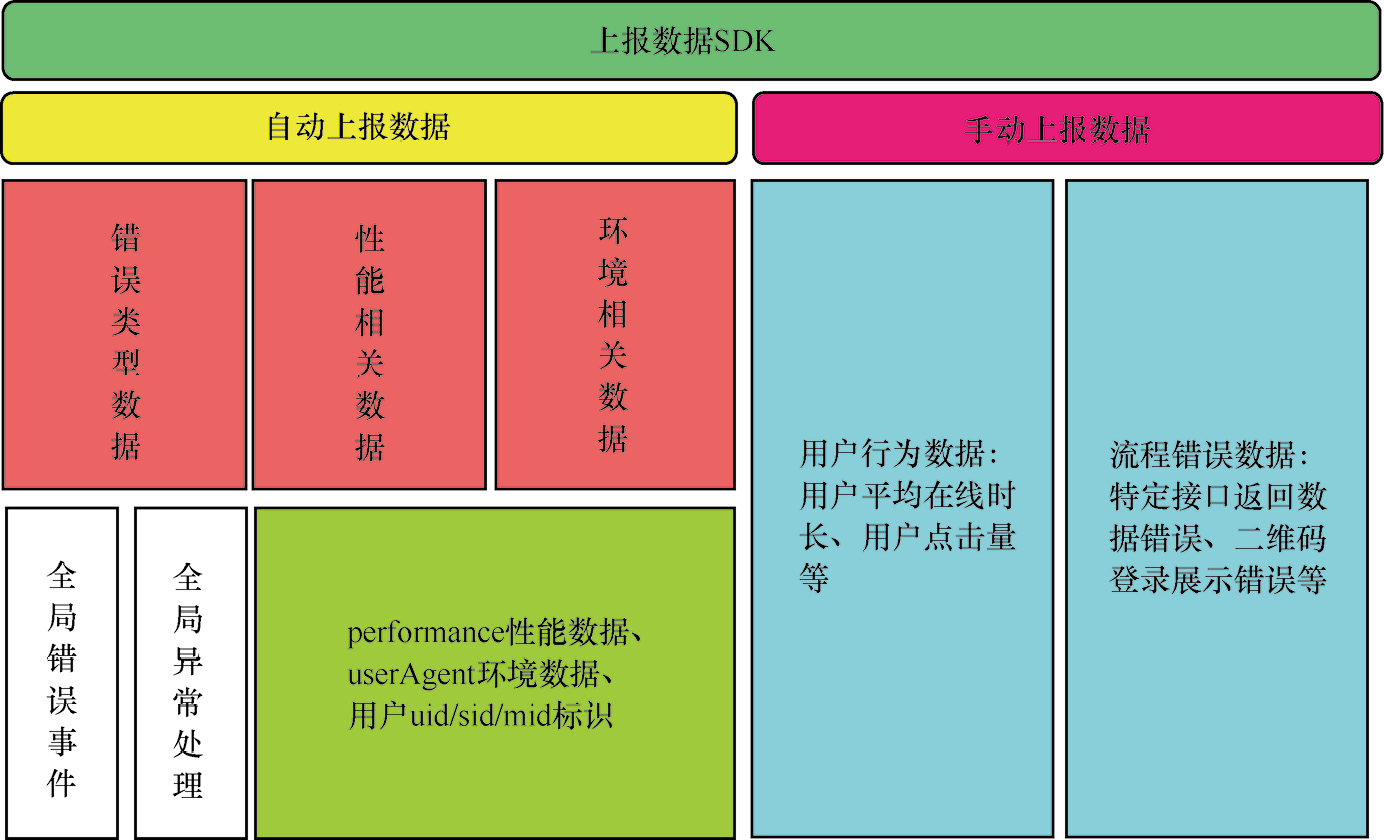 上报数据SDK
自动上报数据
手动上报数据
错误类型数据
性能相关数据
环境相关数据
全局错误事件
全局异常处理
performance性能数据、
userAgent环境数据、
用户uid/sid/mid标识
用户行为数据：
用户平均在线时
长、用户点击量
等
流程错误数据：
特定接口返回数
据错误、二维码
登录展示错误等